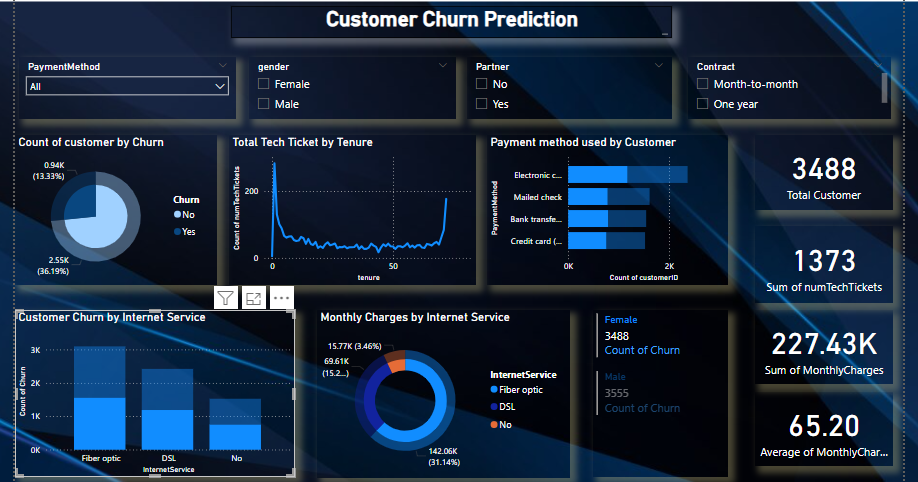 Customer Churn Prediction
PaymentMethod
All
gender
Female
Male
Partner
No
Yes
Contract
Month-to-month
One year
Count of customer by Churn
0.94K
(13.33%)
2.55K
(36.19%)
Churn
No
Yes
Total Tech Ticket by Tenure
Count of numTechTickets
200
0
0
50
tenure
Payment method used by Customer
PaymentMethod
Electronic c...
Mailed check
Bank transfe...
Credit card (...
0K
2K
Count of customerID
3488
Total Customer
1373
Sum of numTechTickets
227.43K
Sum of MonthlyCharges
65.20
Average of MonthlyChar...
Customer Churn by Internet Service
Count of Churn
3K
2K
1K
0K
Fiber optic
DSL
No
InternetService
Monthly Charges by Internet Service
15.77K (3.46%)
69.61K
(15.2...)
142.06K
(31.14%)
InternetService
Fiber optic
DSL
No
Female
3488
Count of Churn
Male
3555
Count of Churn